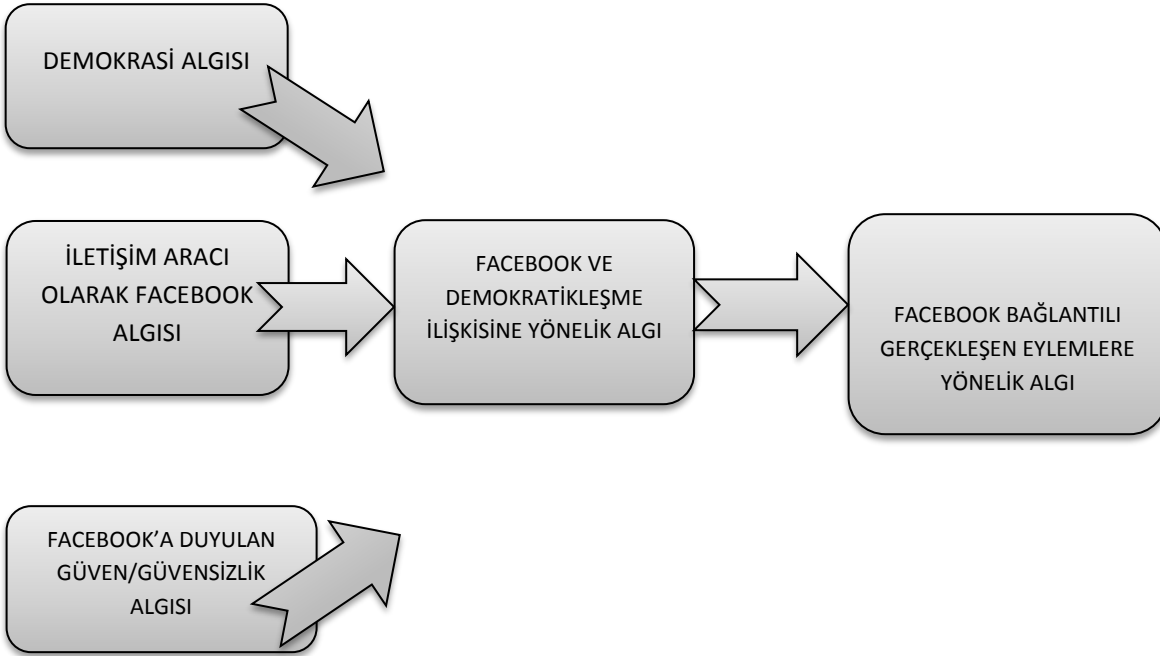 DEMOKRASİ ALGISI
İLETİŞİM ARACI
OLARAK FACEBOOK
ALGISI
FACEBOOK VE
DEMOKRATİKLEŞME
İLİŞKİSİNE YÖNELİK ALGI
FACEBOOK BAĞLANTILI
GERÇEKLEŞEN EYLEMLERE
YÖNELİK ALGI
FACEBOOK’A DUYULAN
GÜVEN/GÜVENSİZLİK
ALGISI